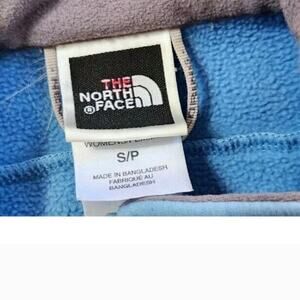 THE
NORTH
FACE
®
S/P
MADE IN BANGLADESH
FABRIQUÉ AU
BANGLADESH